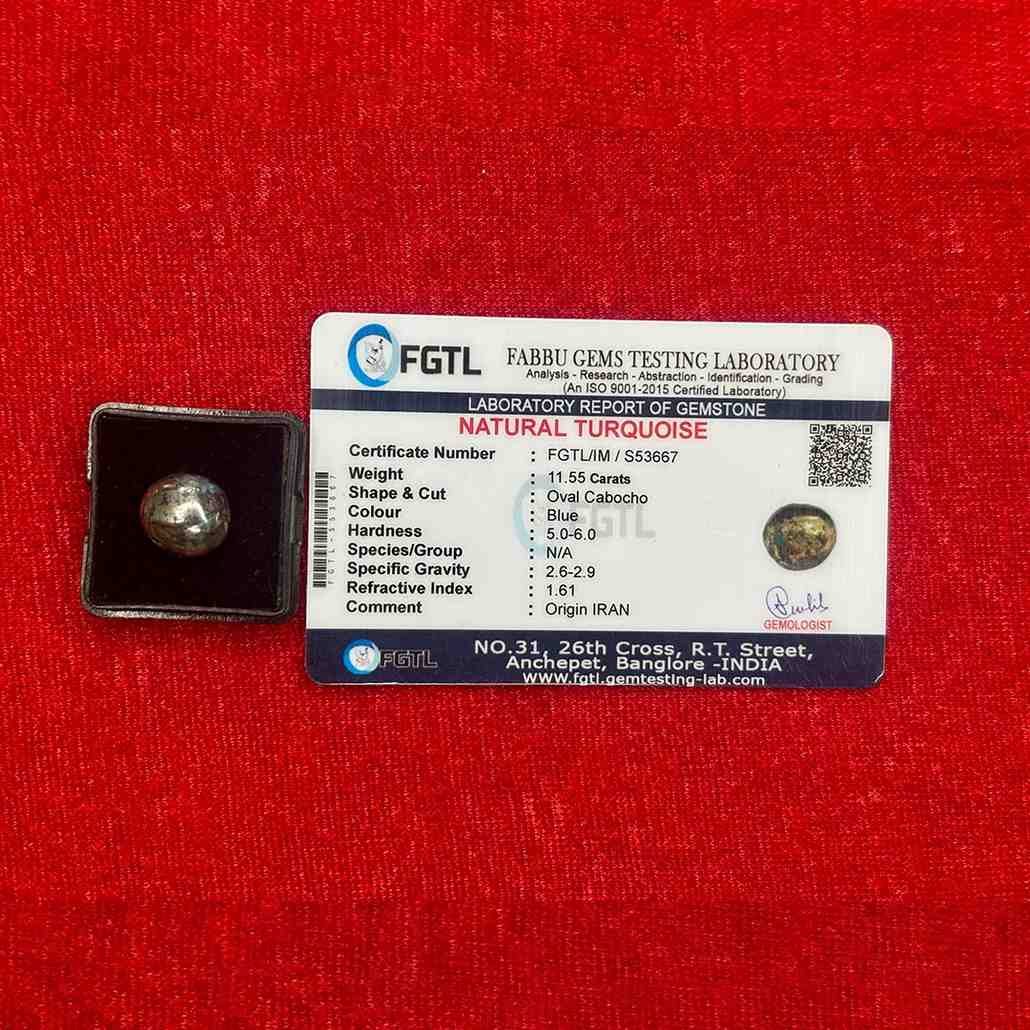 FGTL
FABBU GEMS TESTING LABORATORY
Analysis - Research - Abstraction - Identification - Grading
(An ISO 9001-2015 Certified Laboratory)
LABORATORY REPORT OF GEMSTONE
NATURAL TURQUOISE
Certificate Number : FGTL/IM / S53667
Weight : 11.55 Carats
Shape & Cut : Oval Cabocho
Colour : Blue
Hardness : 5.0-6.0
Species/Group : N/A
Specific Gravity : 2.6-2.9
Refractive Index : 1.61
Comment : Origin IRAN
FGTL
FGTL-S53667
GEMOLOGIST
FGTL
NO.31, 26th Cross, R.T. Street,
Anchepet, Banglore -INDIA
www.fgtl.gemtesting-lab.com